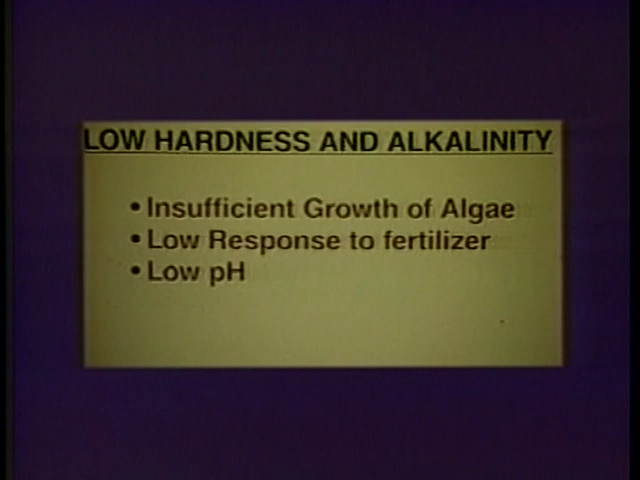 LOW HARDNESS AND ALKALINITY
• Insufficient Growth of Algae
• Low Response to fertilizer
• Low pH